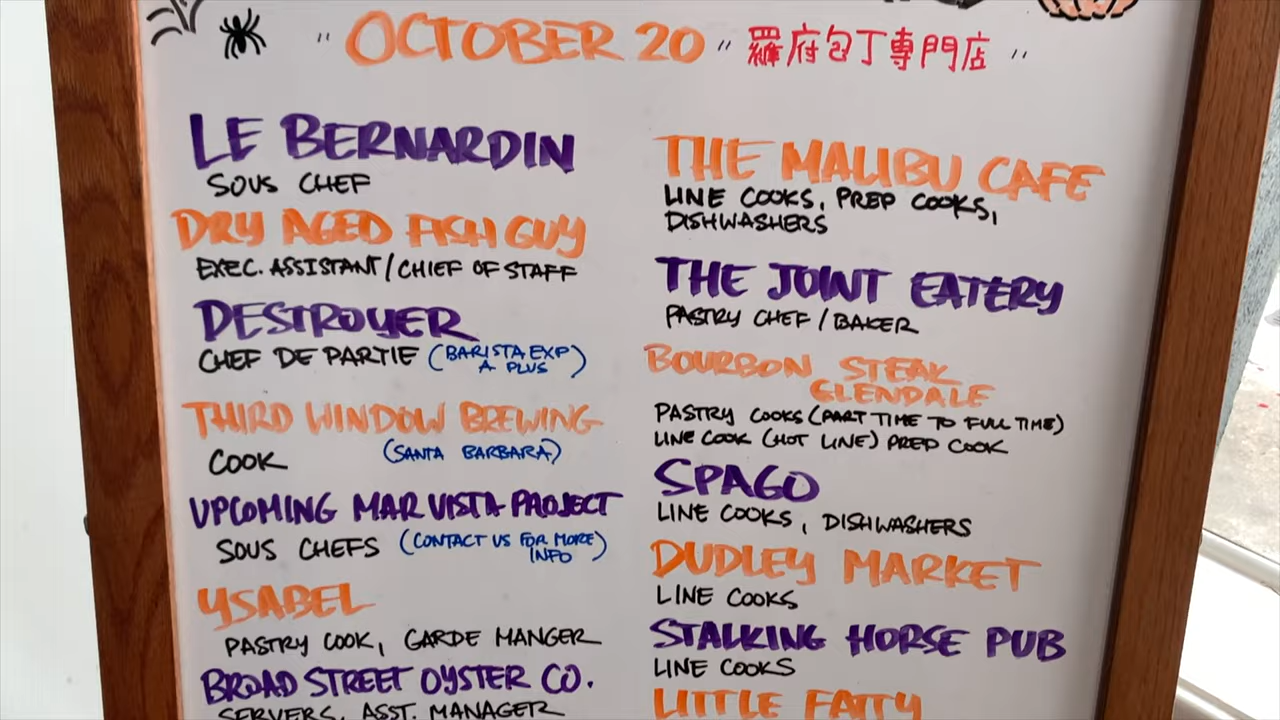 " OCTOBER 20 " 羅府包丁専門店 "
LE BERNARDIN
SOUS CHEF
DRY AGED FISH GUY
EXEC. ASSISTANT / CHIEF OF STAFF
DESTROYER
CHEF DE PARTIE (BARISTA EXP
A PLUS)
THIRD WINDOW BREWING
COOK (SANTA BARBARA)
UPCOMING MAR VISTA PROJECT
SOUS CHEFS (CONTACT US FOR MORE
INFO)
YSABEL
PASTRY COOK, GARDE MANGER
BROAD STREET OYSTER CO.
SERVERS, ASST. MANAGER
THE MALIBU CAFE
LINE COOKS, PREP COOKS,
DISHWASHERS
THE JOINT EATERY
PASTRY CHEF / BAKER
BOURBON STEAK
GLENDALE
PASTRY COOKS (PART TIME TO FULL TIME)
LINE COOK (HOT LINE) PREP COOK
SPAGO
LINE COOKS, DISHWASHERS
DUDLEY MARKET
LINE COOKS
STALKING HORSE PUB
LINE COOKS
LITTLE FATTY